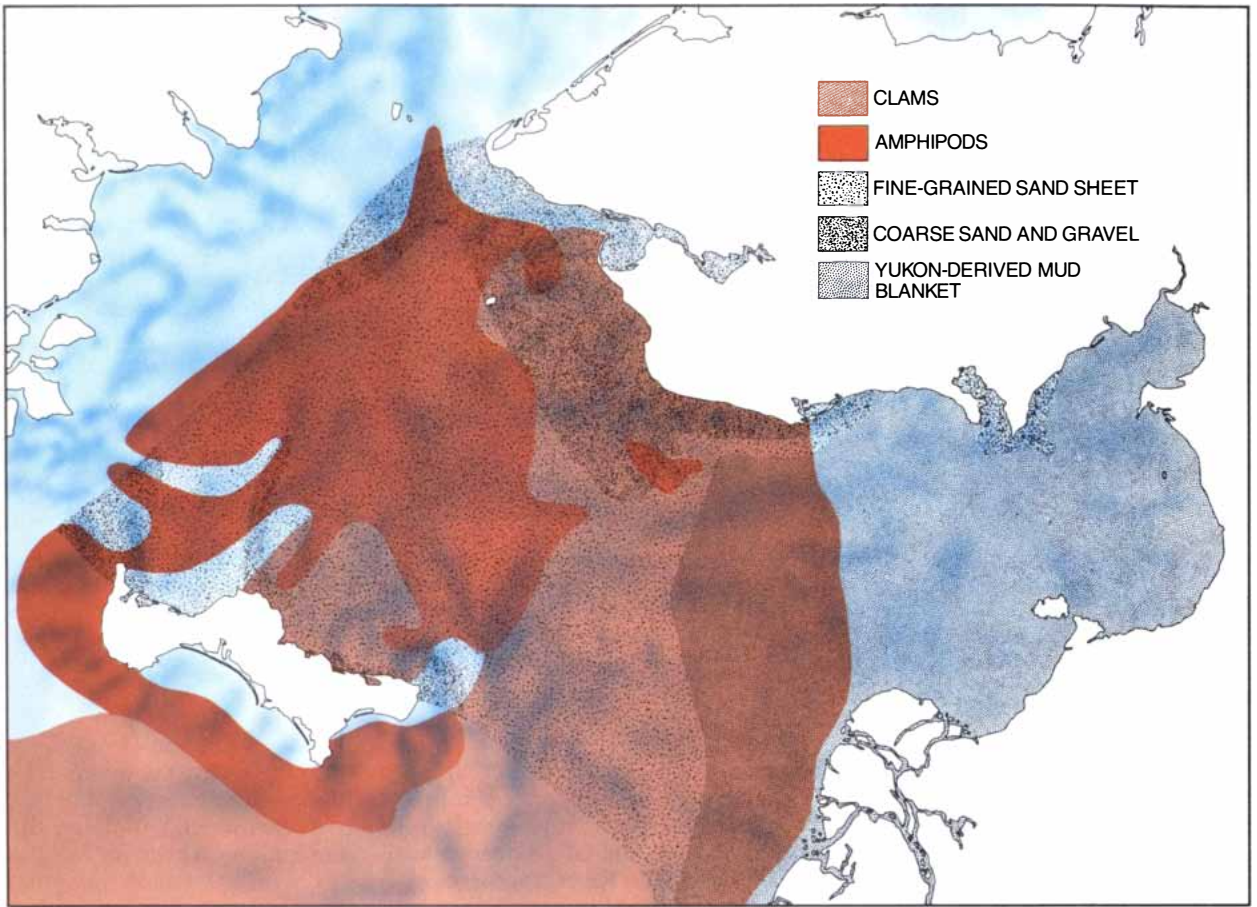 CLAMS
AMPHIPODS
FINE-GRAINED SAND SHEET
COARSE SAND AND GRAVEL
YUKON-DERIVED MUD
BLANKET